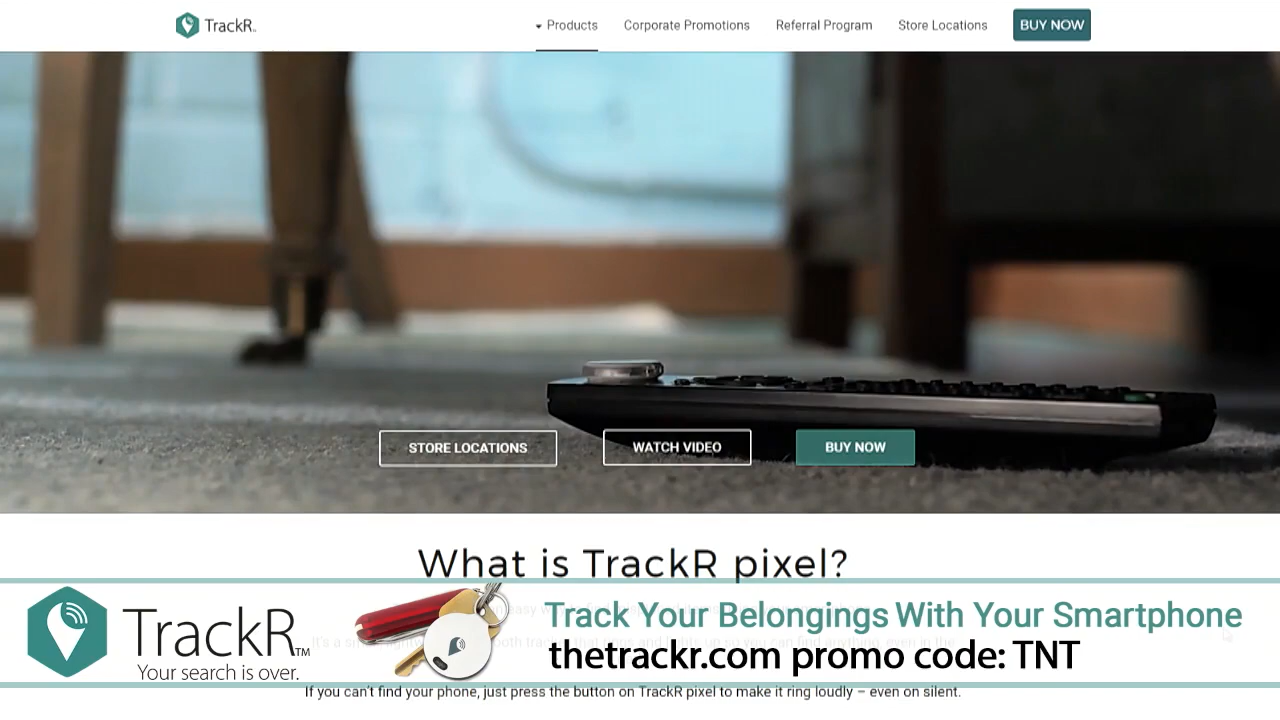 TrackR
Products
Corporate Promotions
Referral Program
Store Locations
BUY NOW
STORE LOCATIONS
WATCH VIDEO
BUY NOW
What is TrackR pixel?
TrackR™
Your search is over.
Track Your Belongings With Your Smartphone
thetrackr.com promo code: TNT
If you can't find your phone, just press the button on TrackR pixel to make it ring loudly – even on silent.